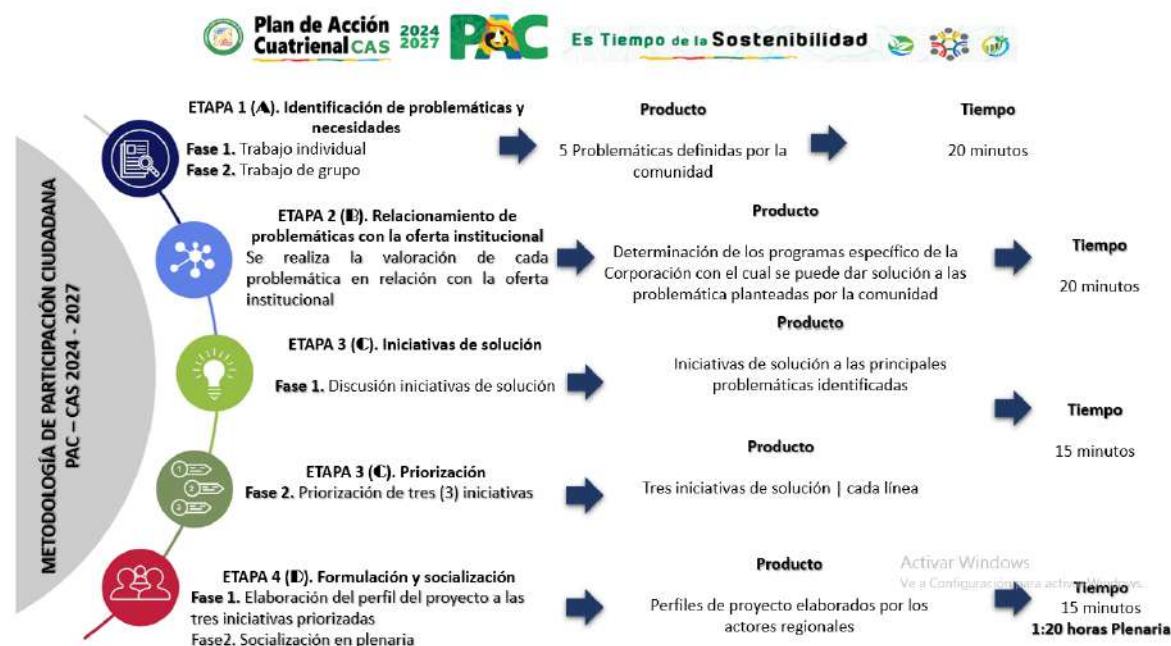 Plan de Acción
Cuatrienal CAS
2024
2027
PAC
Es Tiempo de la Sostenibilidad
METODOLOGÍA DE PARTICIPACIÓN CIUDADANA
PAC – CAS 2024 - 2027
ETAPA 1 (A). Identificación de problemáticas y
necesidades
Fase 1. Trabajo individual
Fase 2. Trabajo de grupo
Producto
5 Problemáticas definidas por la
comunidad
Tiempo
20 minutos
ETAPA 2 (B). Relacionamiento de
problemáticas con la oferta institucional
Se realiza la valoración de cada
problemática en relación con la oferta
institucional
Producto
Determinación de los programas específico de la
Corporación con el cual se puede dar solución a las
problemática planteadas por la comunidad
Tiempo
20 minutos
ETAPA 3 (C). Iniciativas de solución
Fase 1. Discusión iniciativas de solución
Producto
Iniciativas de solución a las principales
problemáticas identificadas
Tiempo
15 minutos
1
2
3
ETAPA 3 (C). Priorización
Fase 2. Priorización de tres (3) iniciativas
Producto
Tres iniciativas de solución | cada línea
ETAPA 4 (D). Formulación y socialización
Fase 1. Elaboración del perfil del proyecto a las
tres iniciativas priorizadas
Fase2. Socialización en plenaria
Producto
Perfiles de proyecto elaborados por los
actores regionales
Activar Windows
Ve a Configuración para activar Windows.
Tiempo
15 minutos
1:20 horas Plenaria